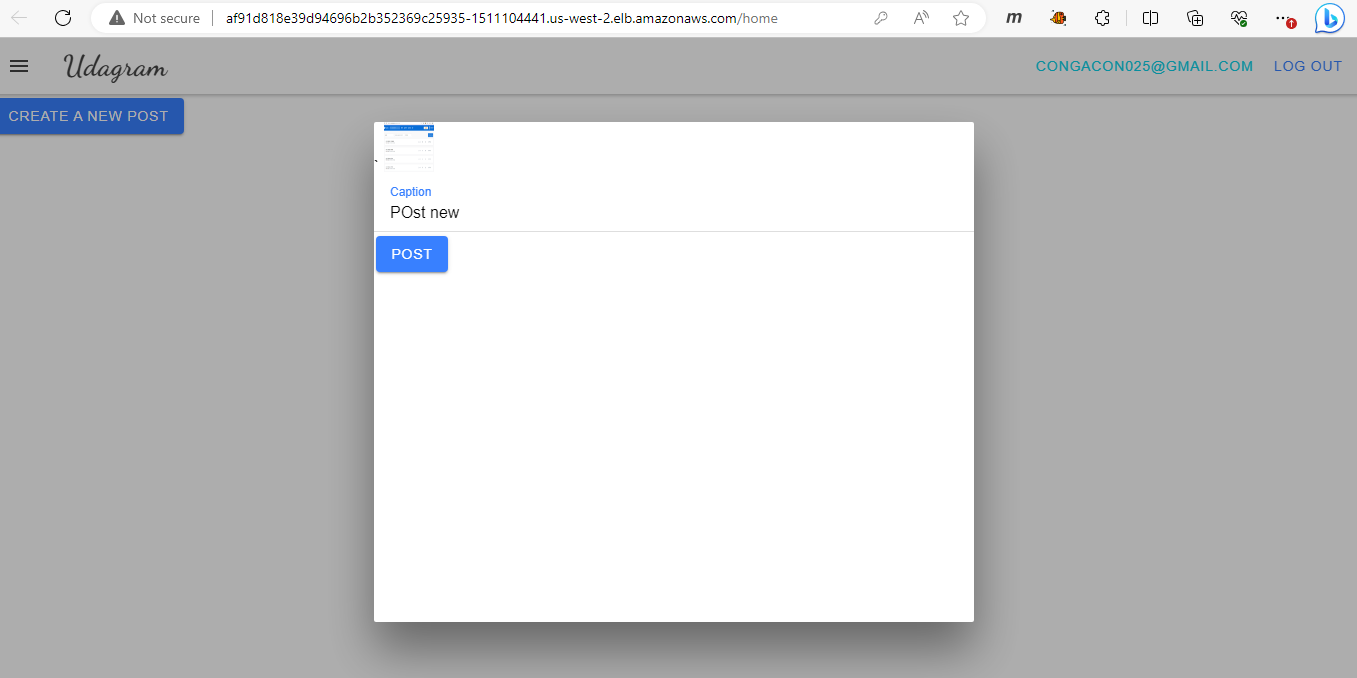 Not secure
af91d818e39d94696b2b352369c25935-1511104441.us-west-2.elb.amazonaws.com/home
Udagram
CONGACON025@GMAIL.COM
LOG OUT
CREATE A NEW POST
Caption
POst new
POST